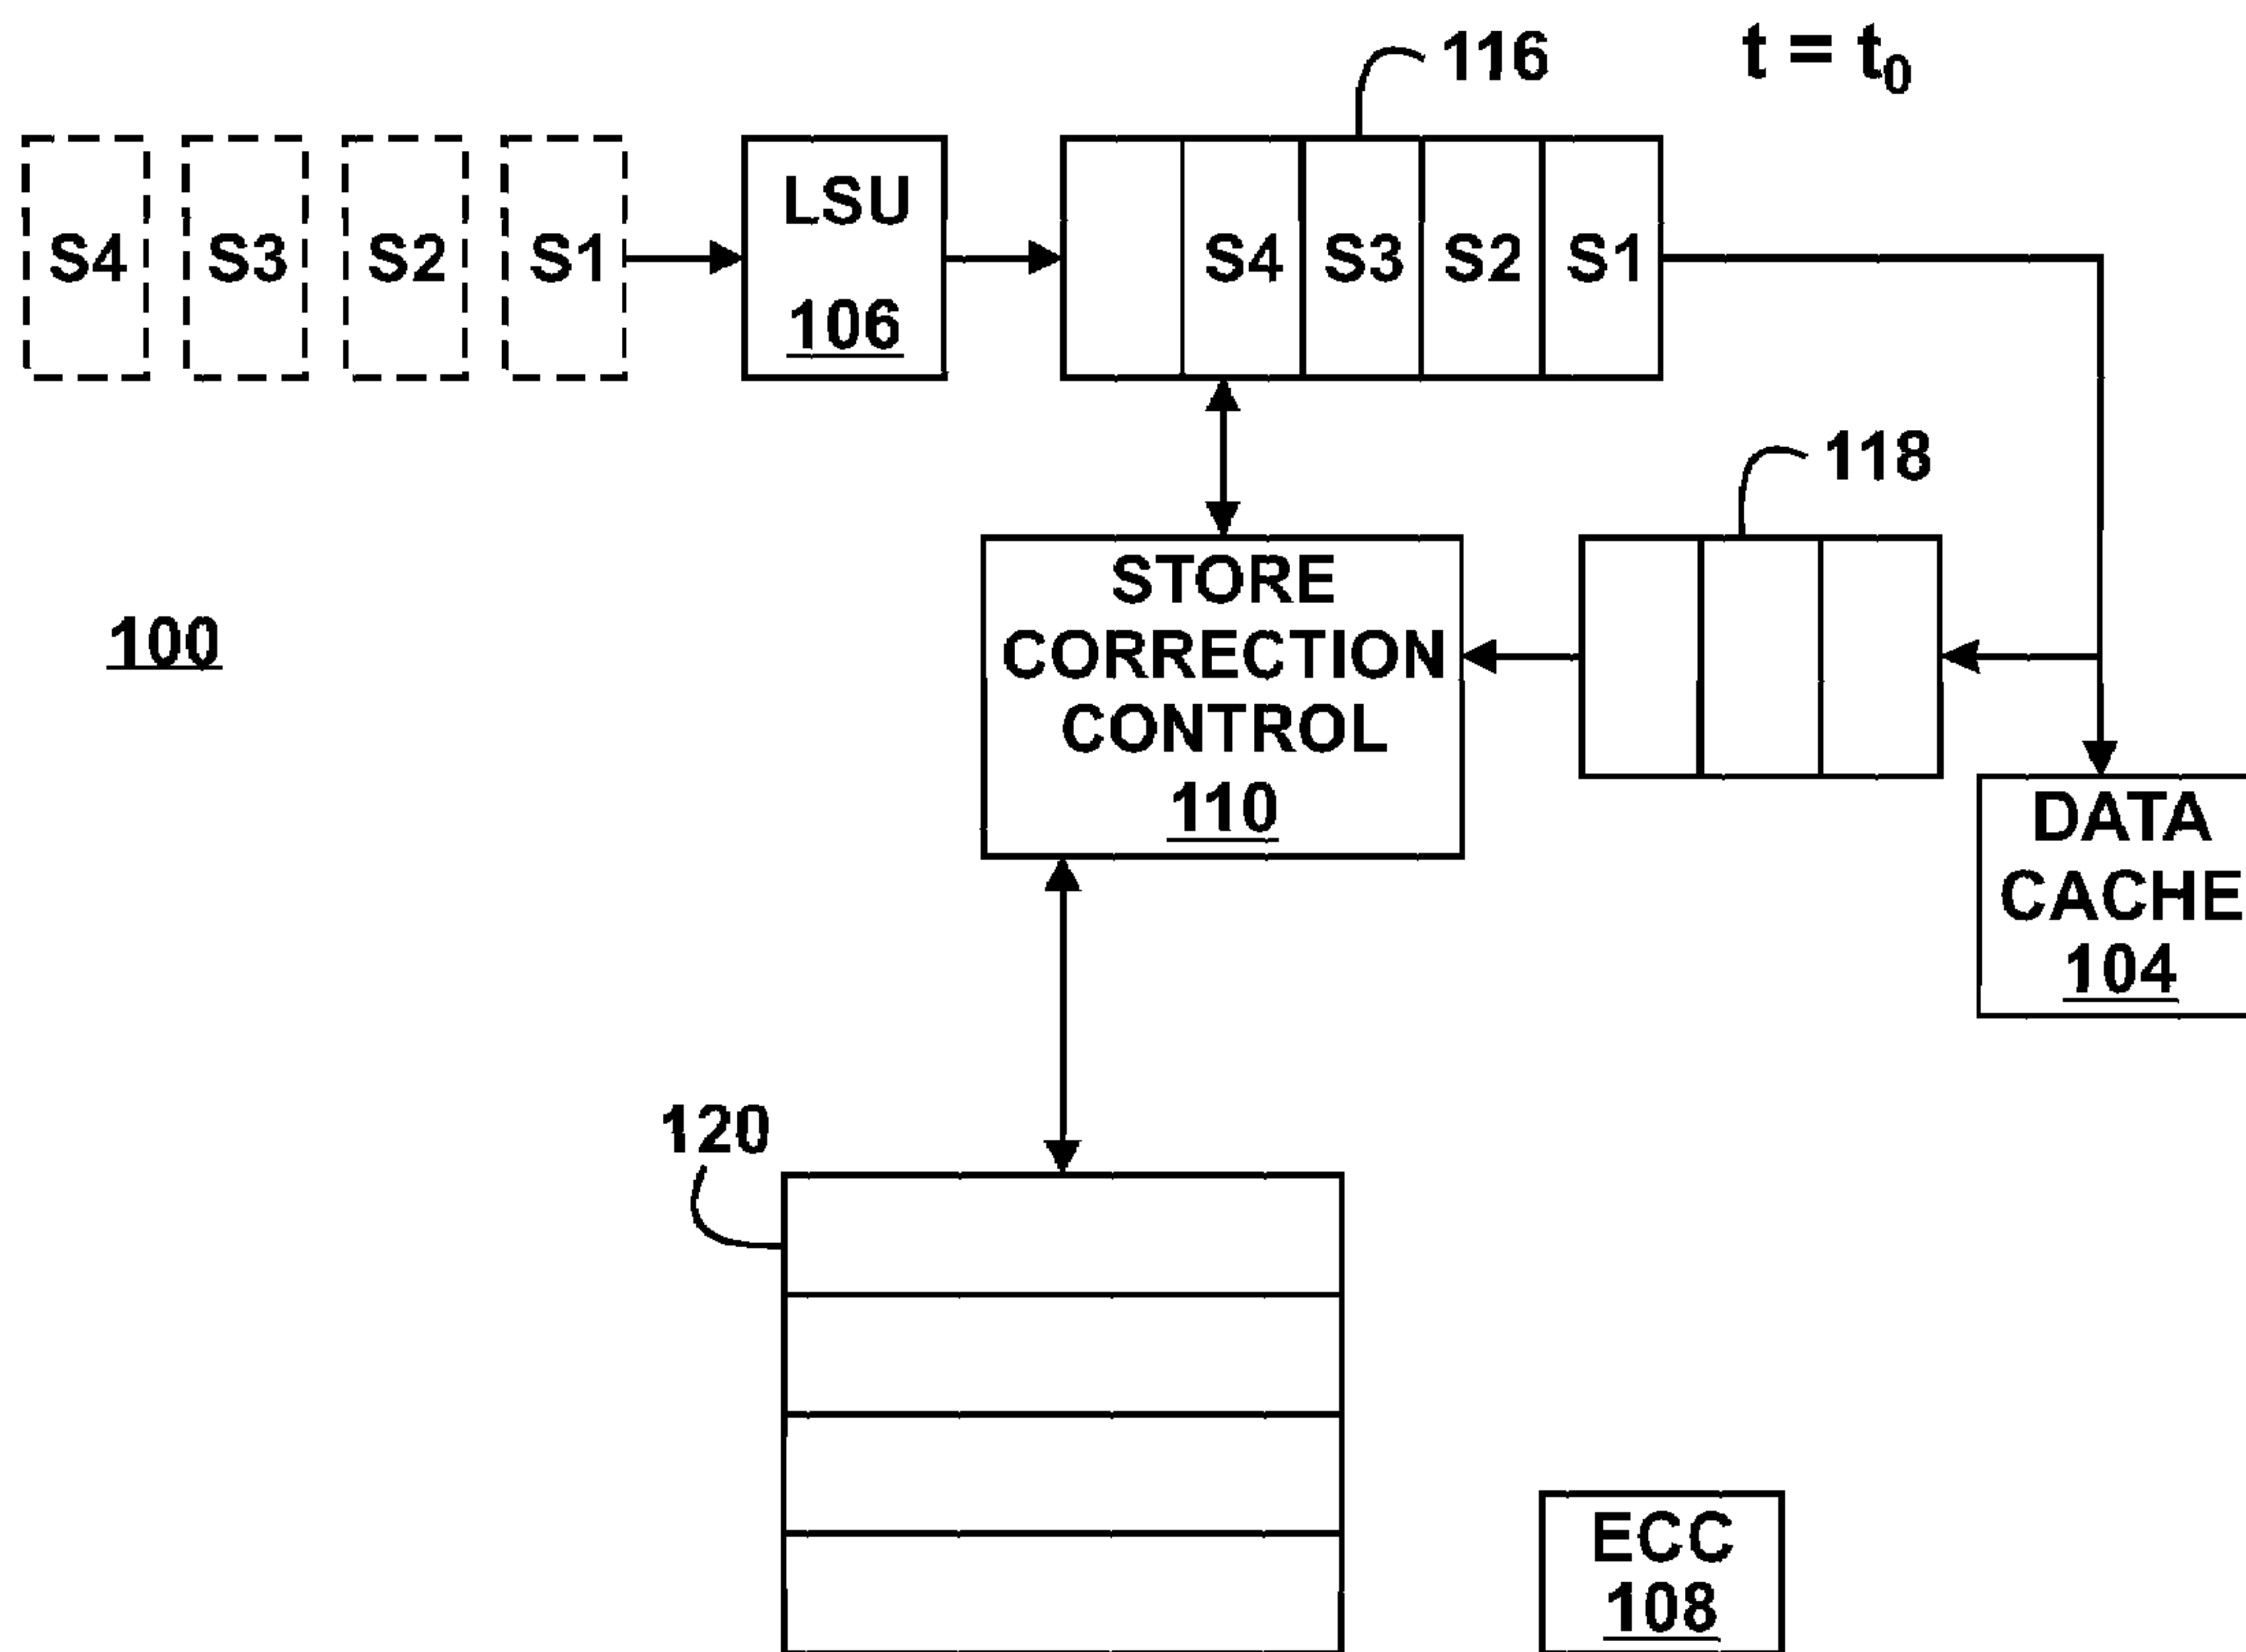 116
t = t0
S4 S3 S2 S1
LSU
106
S4 S3 S2 S1
118
STORE
CORRECTION
CONTROL
110
100
DATA
CACHE
104
120
ECC
108